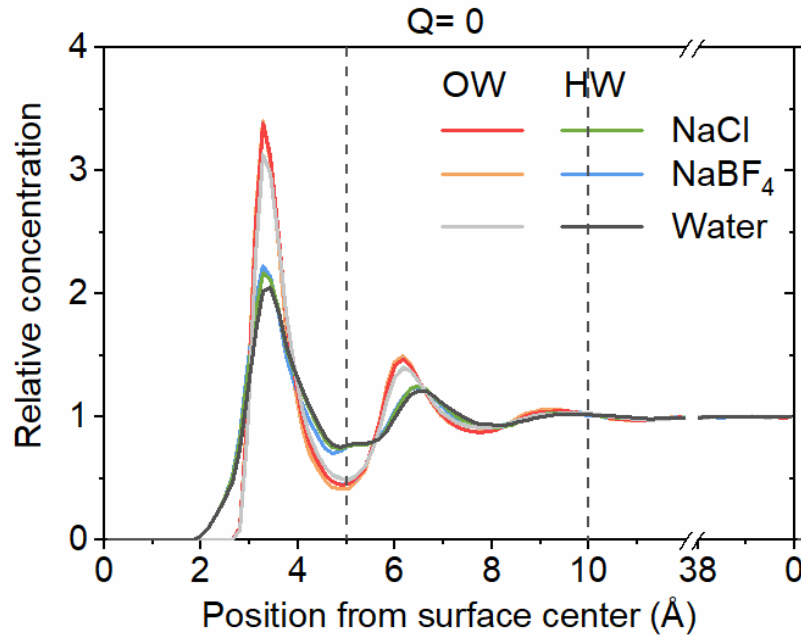 Q= 0
4
3
2
1
0
Relative concentration
OW HW
NaCl
NaBF₄
Water
0 2 4 6 8 10 38 0
Position from surface center (Å)